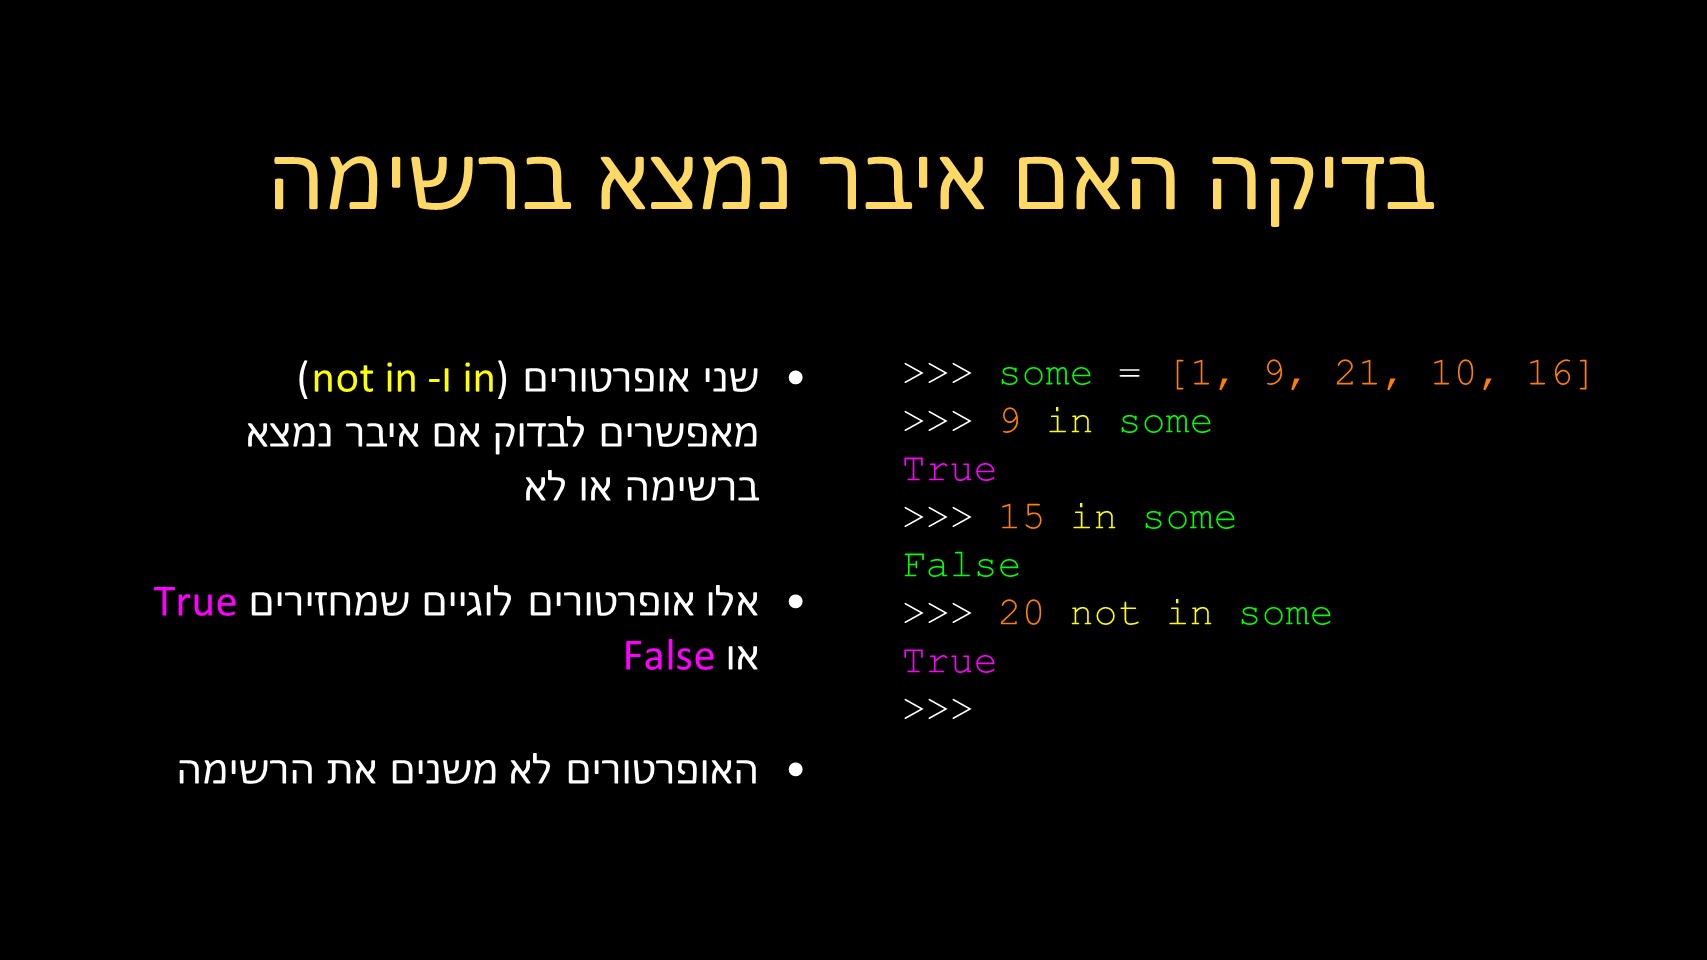 בדיקה האם איבר נמצא ברשימה
• שני אופרטורים (in ו- not in)
מאפשרים לבדוק אם איבר נמצא
ברשימה או לא
• אלו אופרטורים לוגיים שמחזירים True
או False
• האופרטורים לא משנים את הרשימה
>>> some = [1, 9, 21, 10, 16]
>>> 9 in some
True
>>> 15 in some
False
>>> 20 not in some
True
>>>